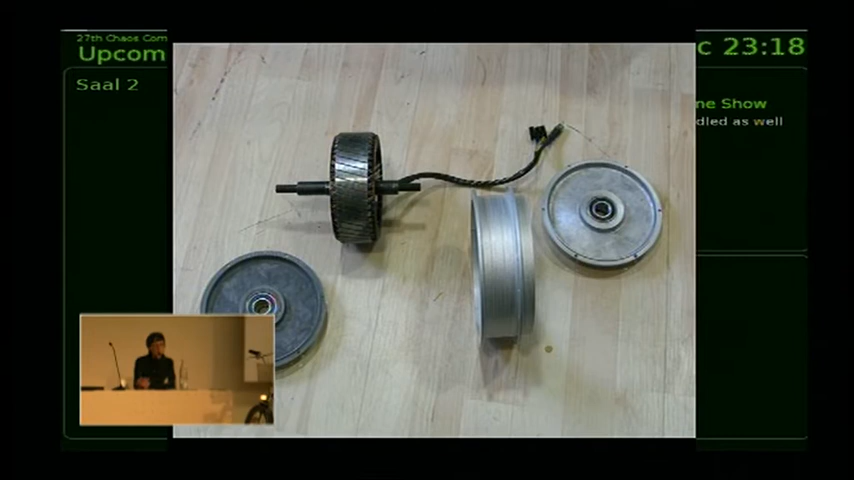 27th Chaos Com
Upcom
c 23:18
Saal 2
ne Show
dled as well